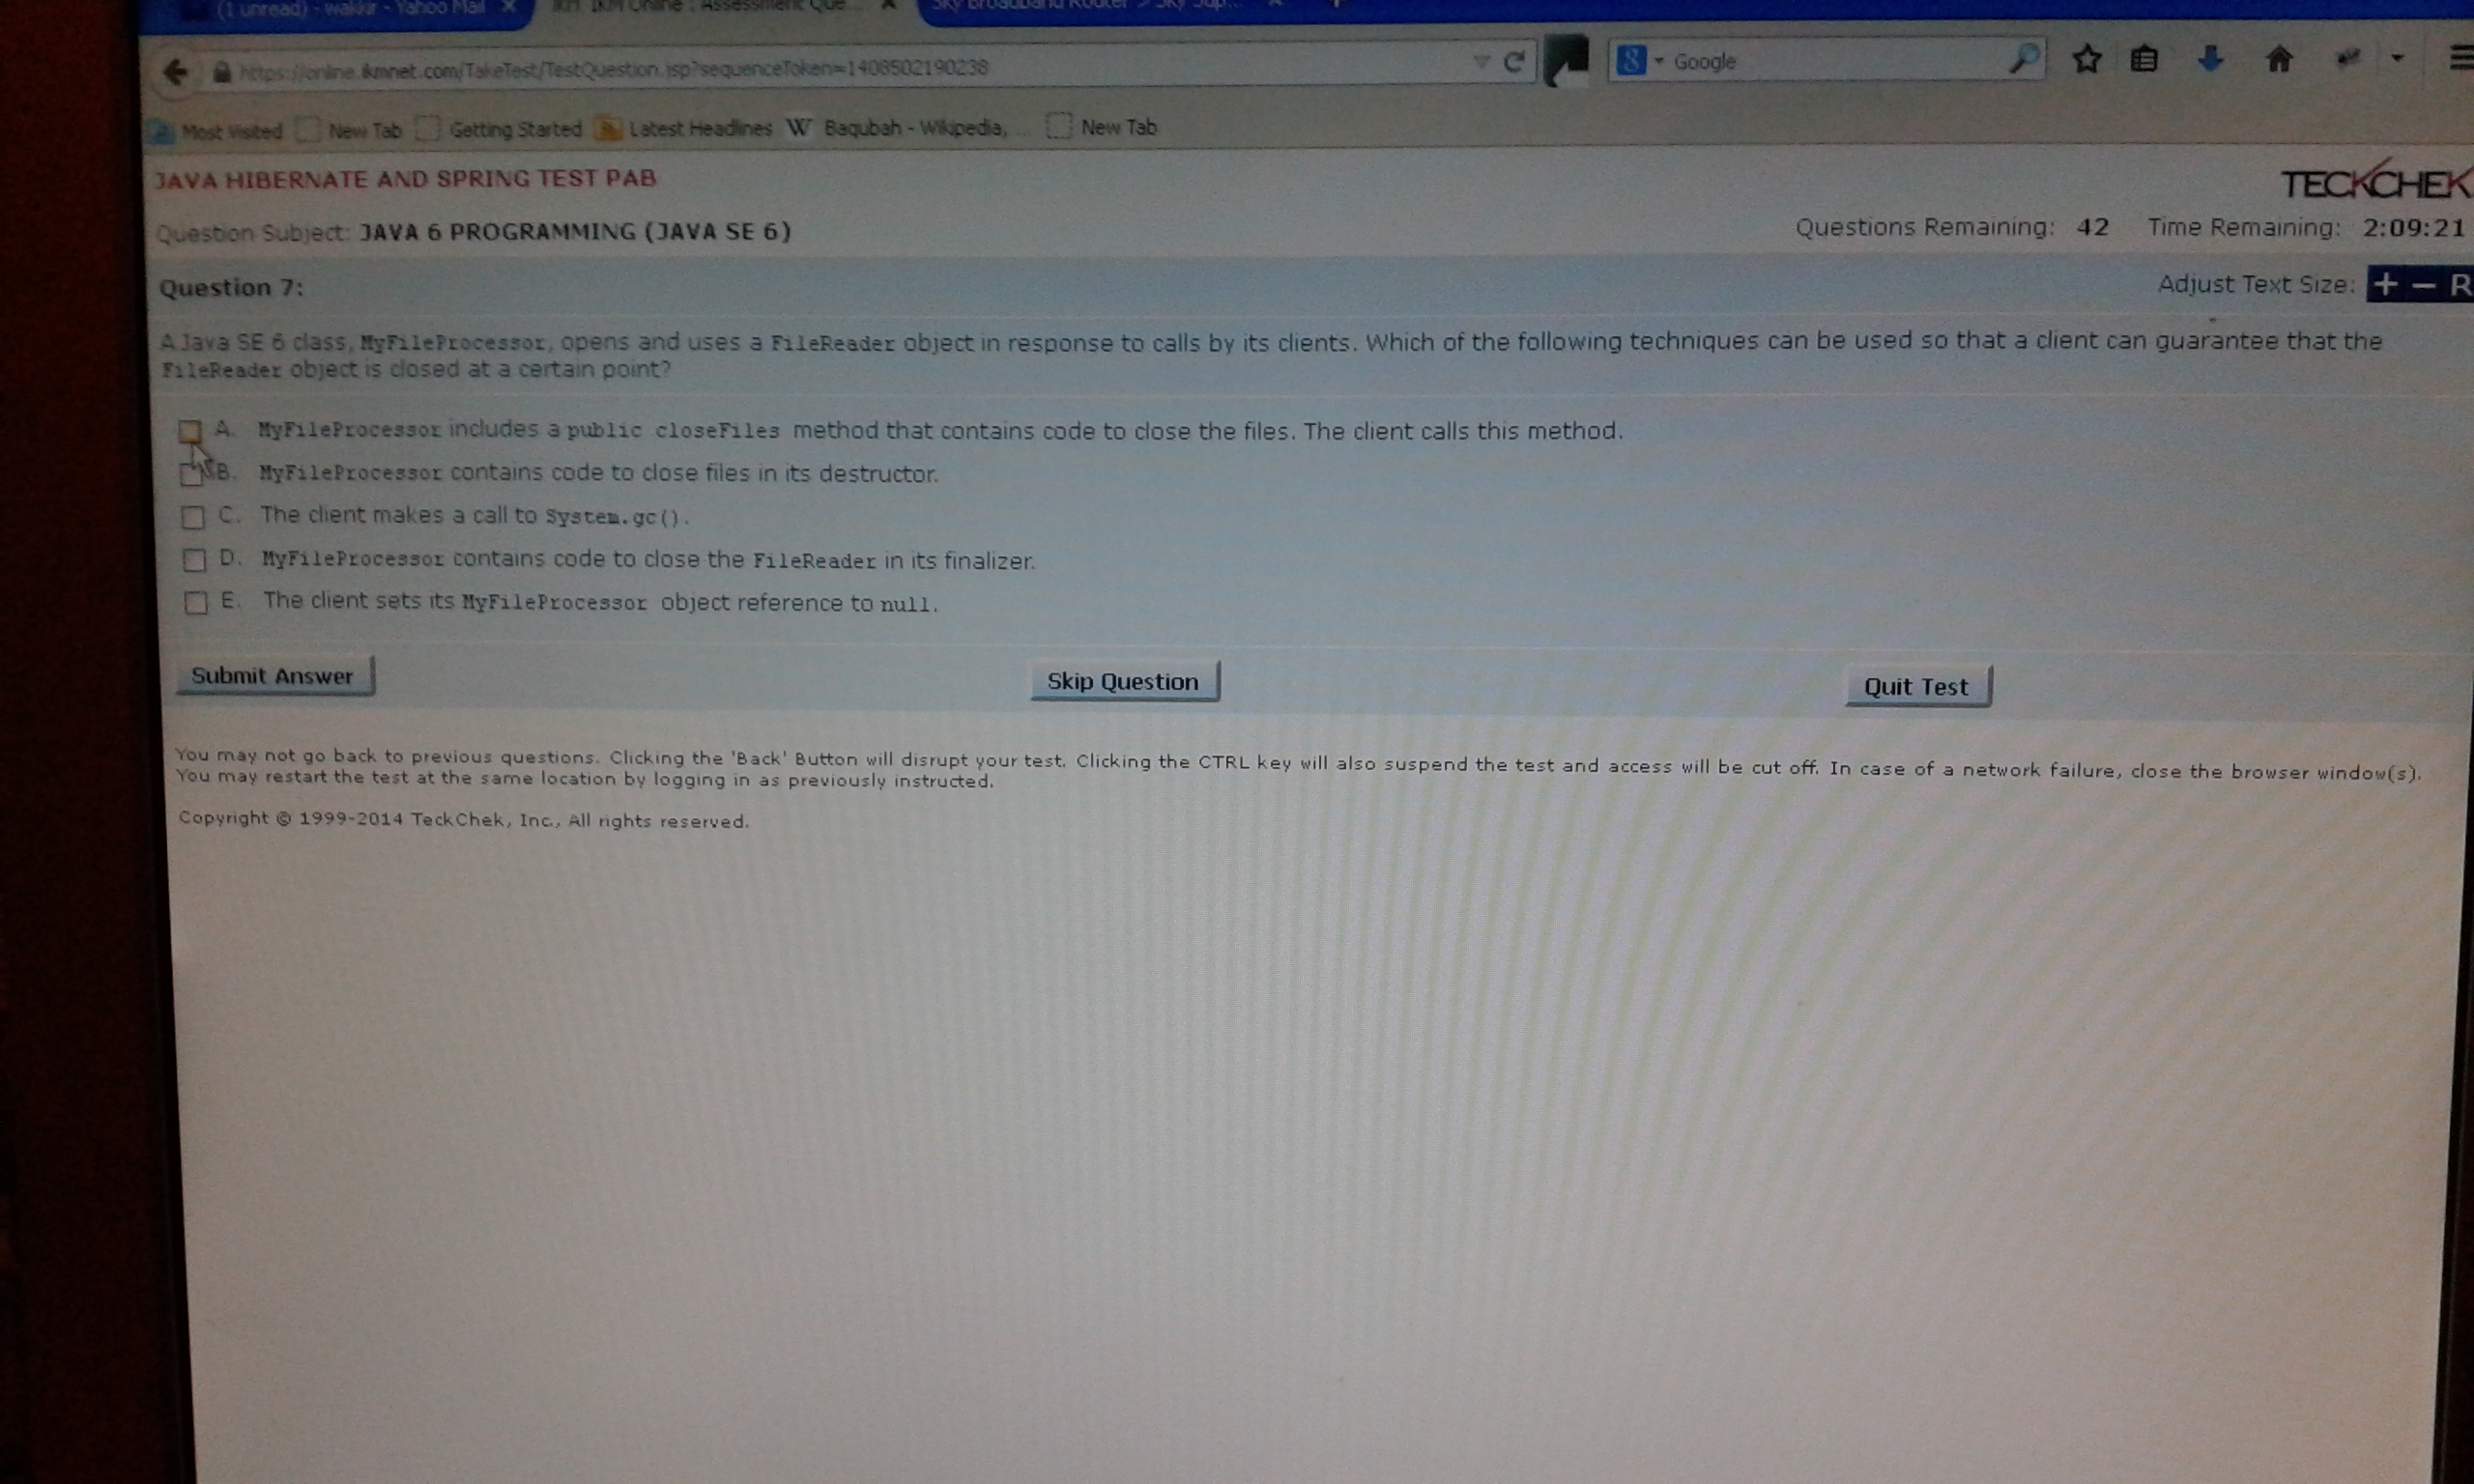 (1 unread) - wakkir - Yahoo Mail
IKM IKM Online : Assessment Que...
Sky Broadband Router > Sky Sup...
https://online.ikmnet.com/TakeTest/TestQuestion.jsp?sequenceToken=1408502190238
Google
Most Visited New Tab Getting Started Latest Headlines W Baqubah - Wikipedia, ... New Tab
JAVA HIBERNATE AND SPRING TEST PAB
TECKCHEK
Question Subject: JAVA 6 PROGRAMMING (JAVA SE 6)
Questions Remaining: 42 Time Remaining: 2:09:21
Question 7:
Adjust Text Size: + − R
A Java SE 6 class, MyFileProcessor, opens and uses a FileReader object in response to calls by its clients. Which of the following techniques can be used so that a client can guarantee that the
FileReader object is closed at a certain point?
A. MyFileProcessor includes a public closeFiles method that contains code to close the files. The client calls this method.
B. MyFileProcessor contains code to close files in its destructor.
C. The client makes a call to System.gc().
D. MyFileProcessor contains code to close the FileReader in its finalizer.
E. The client sets its MyFileProcessor object reference to null.
Submit Answer Skip Question Quit Test
You may not go back to previous questions. Clicking the 'Back' Button will disrupt your test. Clicking the CTRL key will also suspend the test and access will be cut off. In case of a network failure, close the browser window(s).
You may restart the test at the same location by logging in as previously instructed.
Copyright © 1999-2014 TeckChek, Inc., All rights reserved.